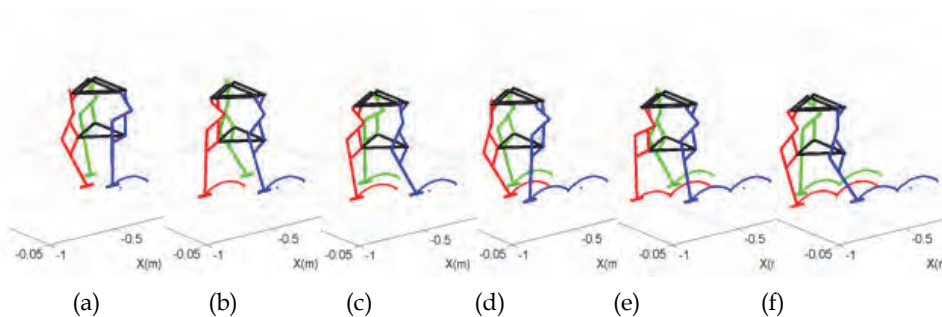 -0.5 -0.5 -0.5 -0.5 -0.5 -0.5
-0.05 -1 -0.05 -1 -0.05 -1 -0.05 -1 -0.05 -1 -0.05 -1
X(m) X(m) X(m) X(m X(r X(r
(a) (b) (c) (d) (e) (f)